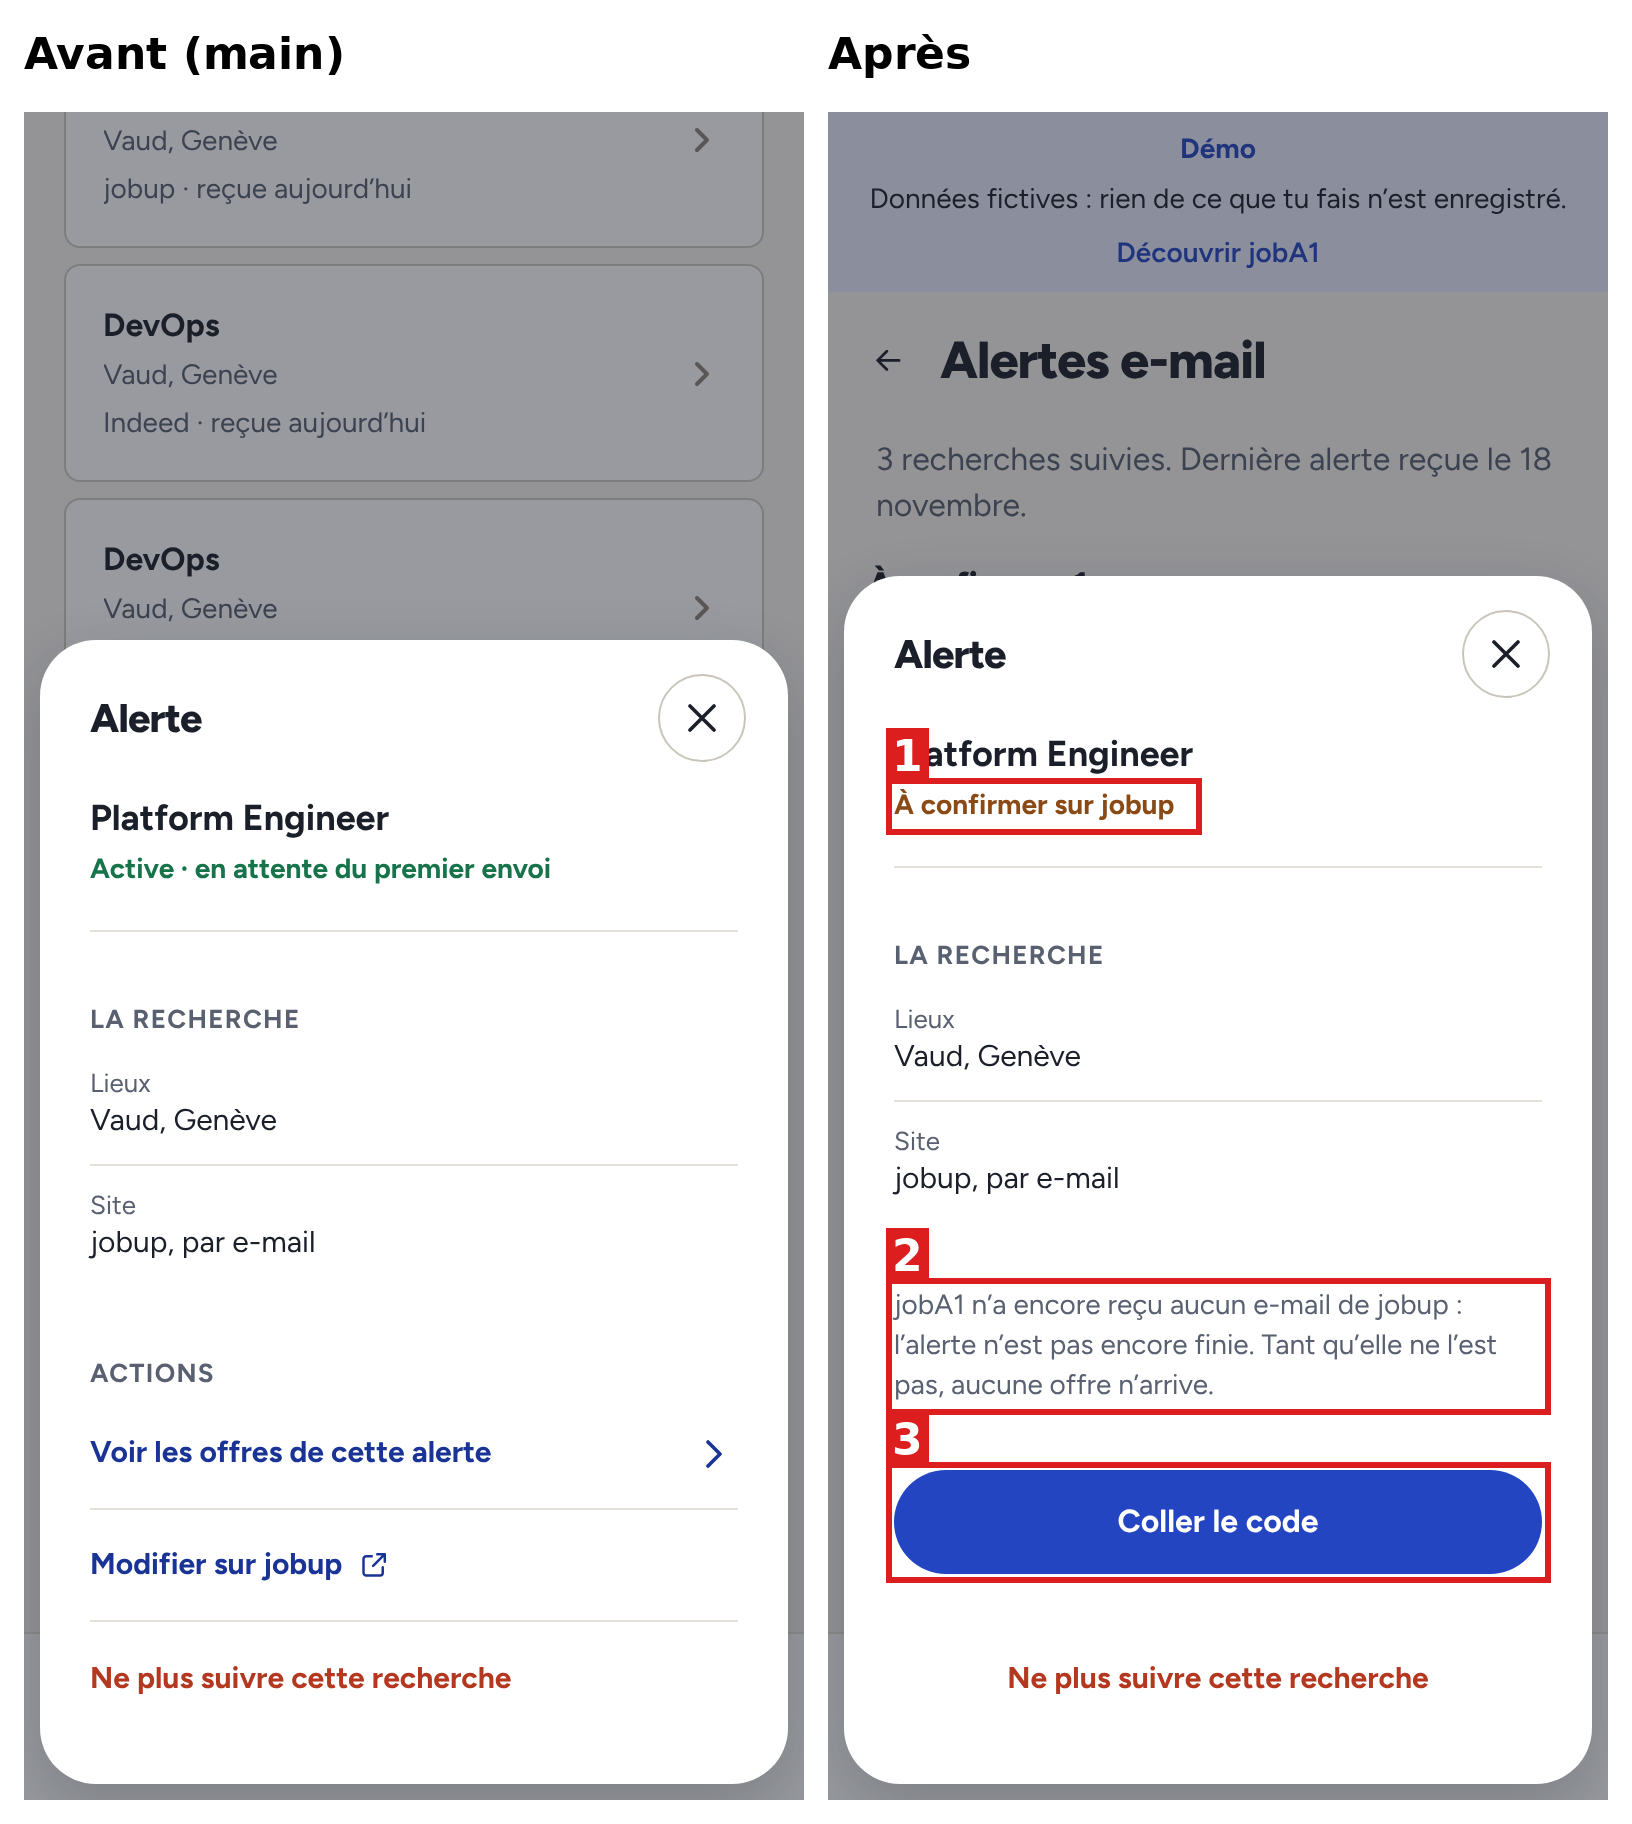 Avant (main)
Vaud, Genève
jobup · reçue aujourd’hui
DevOps
Vaud, Genève
Indeed · reçue aujourd’hui
DevOps
Vaud, Genève
Alerte
Platform Engineer
Active · en attente du premier envoi
LA RECHERCHE
Lieux
Vaud, Genève
Site
jobup, par e-mail
ACTIONS
Voir les offres de cette alerte
Modifier sur jobup
Ne plus suivre cette recherche
Après
Démo
Données fictives : rien de ce que tu fais n’est enregistré.
Découvrir jobA1
Alertes e-mail
3 recherches suivies. Dernière alerte reçue le 18
novembre.
Alerte
1
atform Engineer
À confirmer sur jobup
LA RECHERCHE
Lieux
Vaud, Genève
Site
jobup, par e-mail
2
jobA1 n’a encore reçu aucun e-mail de jobup :
l’alerte n’est pas encore finie. Tant qu’elle ne l’est
pas, aucune offre n’arrive.
3
Coller le code
Ne plus suivre cette recherche